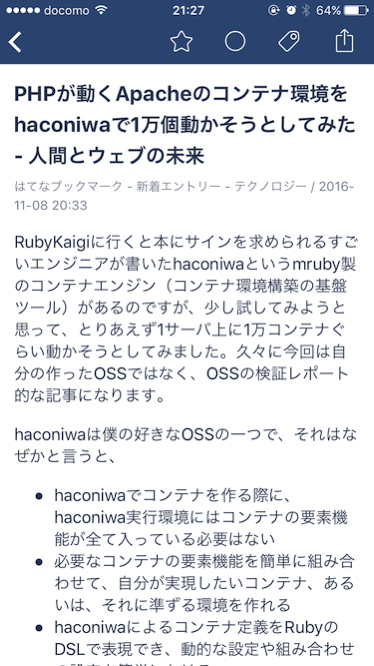 docomo 21:27 64%
PHPが動くApacheのコンテナ環境を
haconiwaで1万個動かそうとしてみた
- 人間とウェブの未来
はてなブックマーク - 新着エントリー - テクノロジー / 2016-
11-08 20:33
RubyKaigiに行くと本にサインを求められるすご
いエンジニアが書いたhaconiwaというmruby製
のコンテナエンジン（コンテナ環境構築の基盤
ツール）があるのですが、少し試してみようと
思って、とりあえず1サーバ上に1万コンテナぐ
らい動かそうとしてみました。久々に今回は自
分の作ったOSSではなく、OSSの検証レポート
的な記事になります。
haconiwaは僕の好きなOSSの一つで、それはな
ぜかと言うと、
• haconiwaでコンテナを作る際に、
haconiwa実行環境にはコンテナの要素機
能が全て入っている必要はない
• 必要なコンテナの要素機能を簡単に組み合
わせて、自分が実現したいコンテナ、ある
いは、それに準ずる環境を作れる
• haconiwaによるコンテナ定義をRubyの
DSLで表現でき、動的な設定や組み合わせ